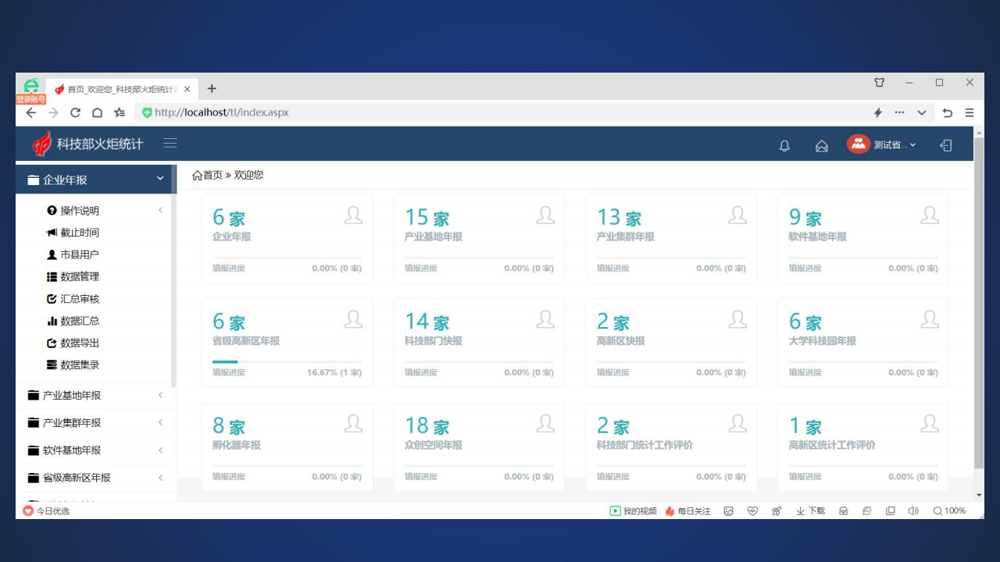 登录账号
首页_欢迎您_科技部火炬统计
http://localhost/tl/index.aspx
科技部火炬统计
测试省...
企业年报
首页 » 欢迎您
操作说明
截止时间
市县用户
数据管理
汇总审核
数据汇总
数据导出
数据集录
产业基地年报
产业集群年报
软件基地年报
省级高新区年报
6 家
企业年报
填报进度 0.00% (0 家)
15 家
产业基地年报
填报进度 0.00% (0 家)
13 家
产业集群年报
填报进度 0.00% (0 家)
9 家
软件基地年报
填报进度 0.00% (0 家)
6 家
省级高新区年报
填报进度 16.67% (1 家)
14 家
科技部门快报
填报进度 0.00% (0 家)
2 家
高新区快报
填报进度 0.00% (0 家)
6 家
大学科技园年报
填报进度 0.00% (0 家)
8 家
孵化器年报
填报进度 0.00% (0 家)
18 家
众创空间年报
填报进度 0.00% (0 家)
2 家
科技部门统计工作评价
填报进度 0.00% (0 家)
1 家
高新区统计工作评价
填报进度 0.00% (0 家)
今日优选
我的视频 每日关注 下载 100%